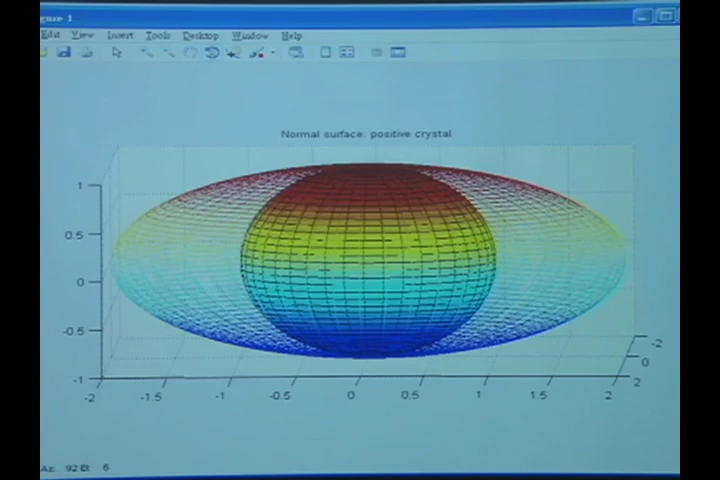 gure 1
Edit View Insert Tools Desktop Window Help
Normal surface: positive crystal
1
0.5
0
-0.5
-1
-2 -1.5 -1 -0.5 0 0.5 1 1.5 2
-2
0
2
Az: 92 El: 6